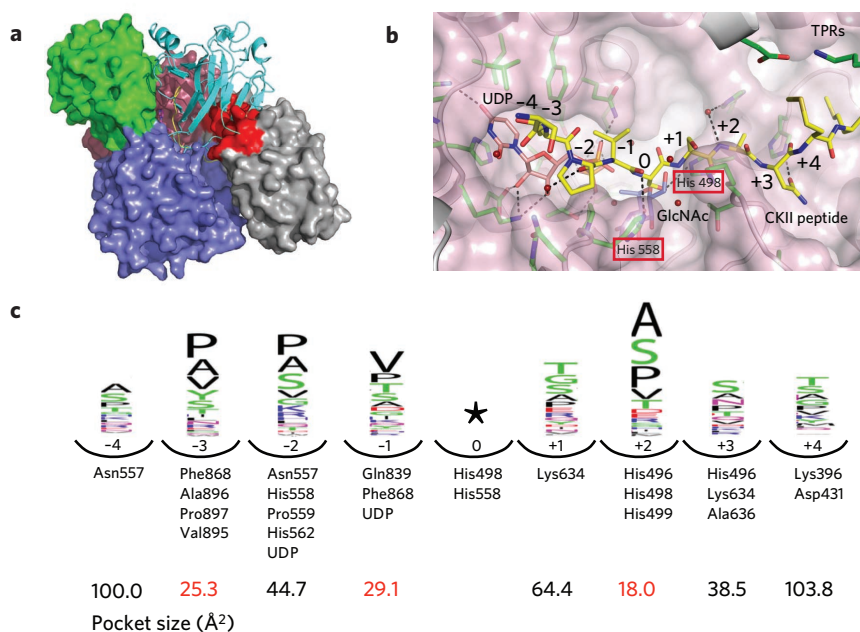 a
b
TPRs
UDP
−4
−3
−2
−1
0
+1
+2
+3
+4
His 498
GlcNAc
CKII peptide
His 558
c
A
P P S
A A V P T T
A V S P T G V S S
−4 −3 −2 −1 0 +1 +2 +3 +4
Asn557 Phe868 Asn557 Gln839 His498 Lys634 His496 His496 Lys396
Ala896 His558 Phe868 His558 His498 Lys634 Asp431
Pro897 Pro559 UDP His499 Ala636
Val895 His562
UDP
100.0 25.3 44.7 29.1 64.4 18.0 38.5 103.8
Pocket size (Å²)